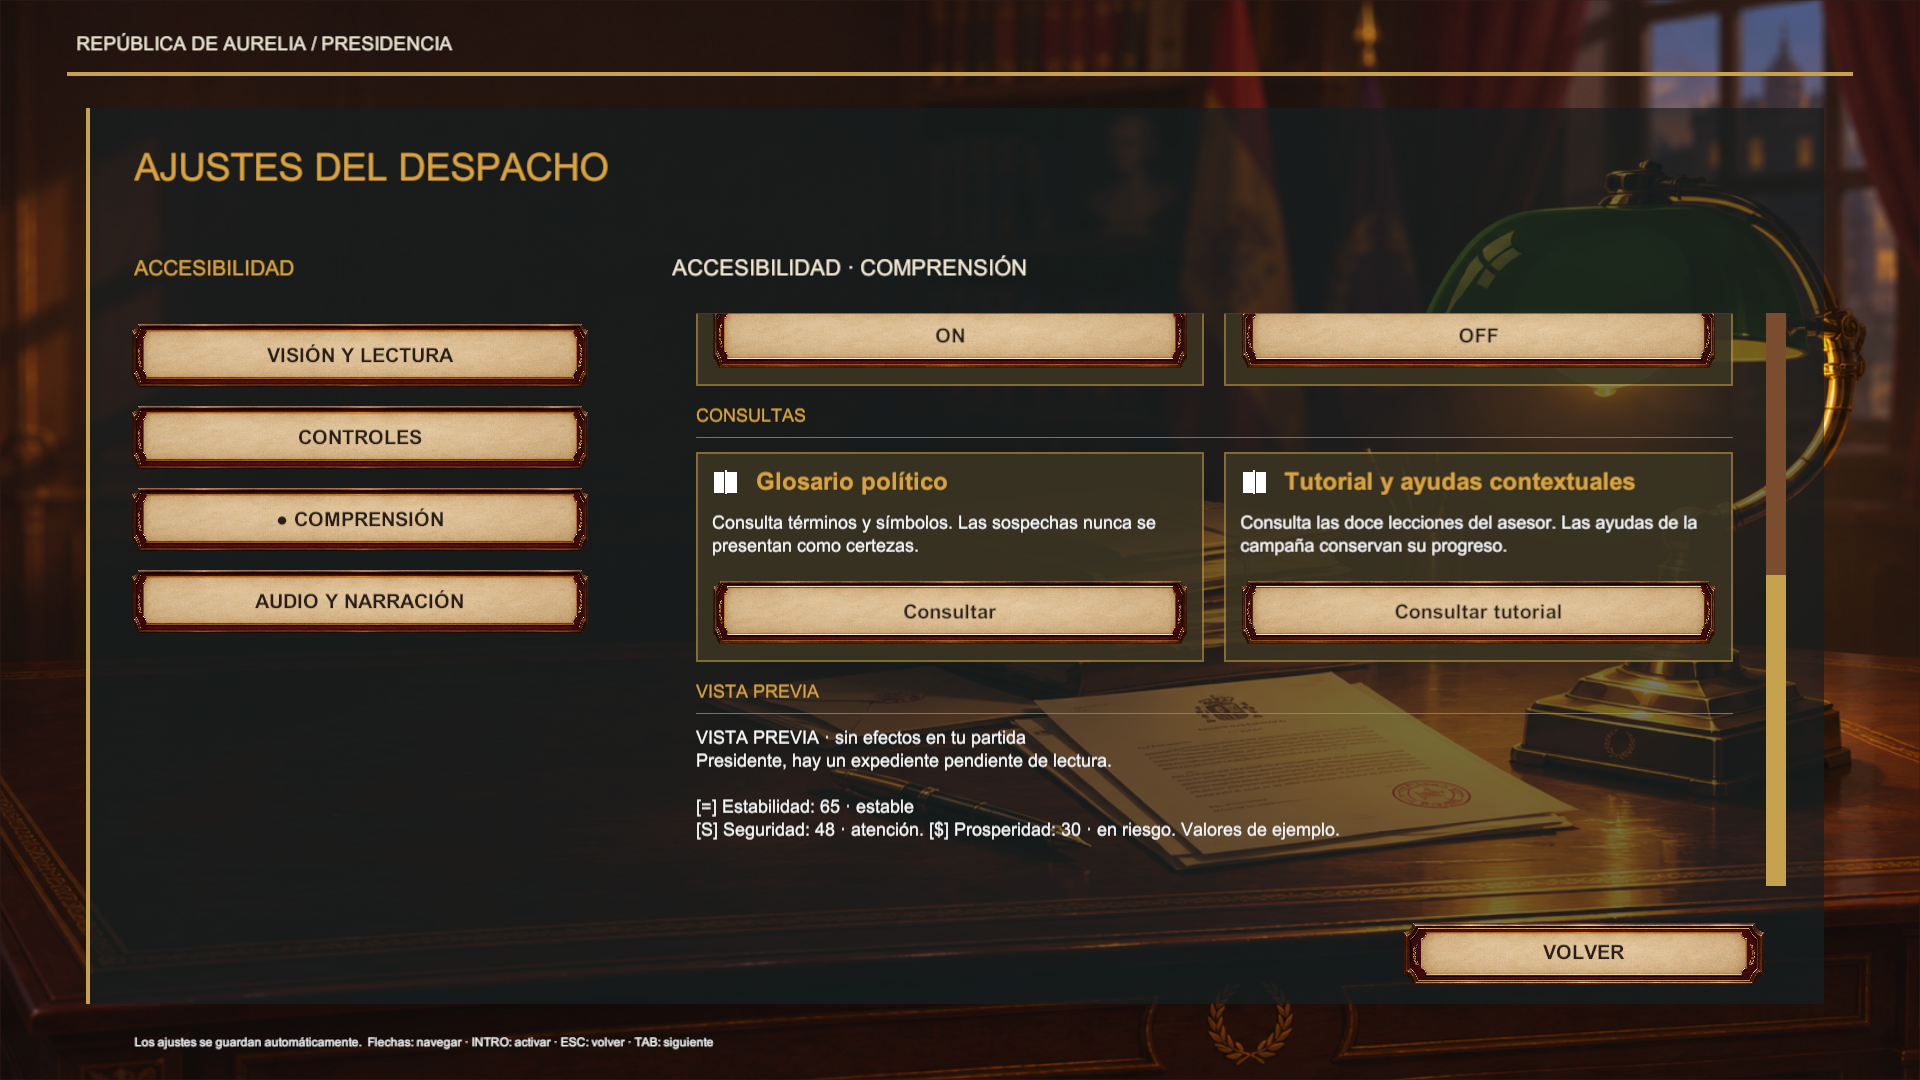 REPÚBLICA DE AURELIA / PRESIDENCIA
AJUSTES DEL DESPACHO
ACCESIBILIDAD
VISIÓN Y LECTURA
CONTROLES
● COMPRENSIÓN
AUDIO Y NARRACIÓN
ACCESIBILIDAD · COMPRENSIÓN
ON
OFF
CONSULTAS
Glosario político
Consulta términos y símbolos. Las sospechas nunca se
presentan como certezas.
Consultar
Tutorial y ayudas contextuales
Consulta las doce lecciones del asesor. Las ayudas de la
campaña conservan su progreso.
Consultar tutorial
VISTA PREVIA
VISTA PREVIA · sin efectos en tu partida
Presidente, hay un expediente pendiente de lectura.
[=] Estabilidad: 65 · estable
[S] Seguridad: 48 · atención. [$] Prosperidad: 30 · en riesgo. Valores de ejemplo.
VOLVER
Los ajustes se guardan automáticamente. Flechas: navegar · INTRO: activar · ESC: volver · TAB: siguiente